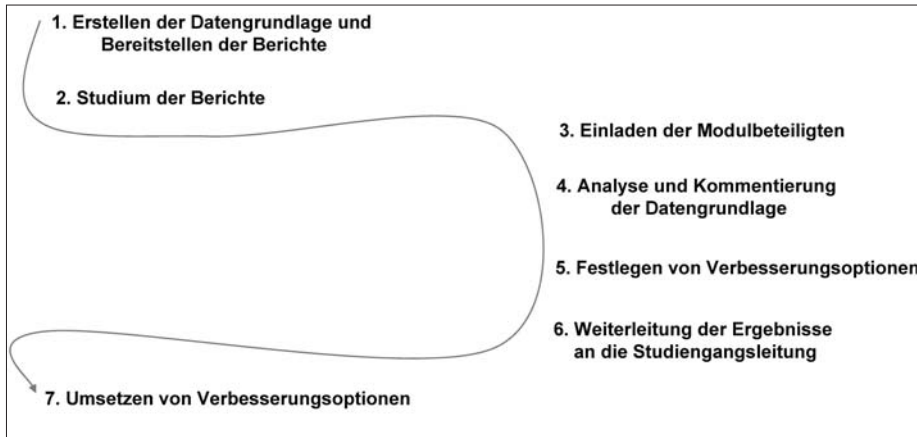 1. Erstellen der Datengrundlage und
Bereitstellen der Berichte
2. Studium der Berichte
3. Einladen der Modulbeteiligten
4. Analyse und Kommentierung
der Datengrundlage
5. Festlegen von Verbesserungsoptionen
6. Weiterleitung der Ergebnisse
an die Studiengangsleitung
7. Umsetzen von Verbesserungsoptionen